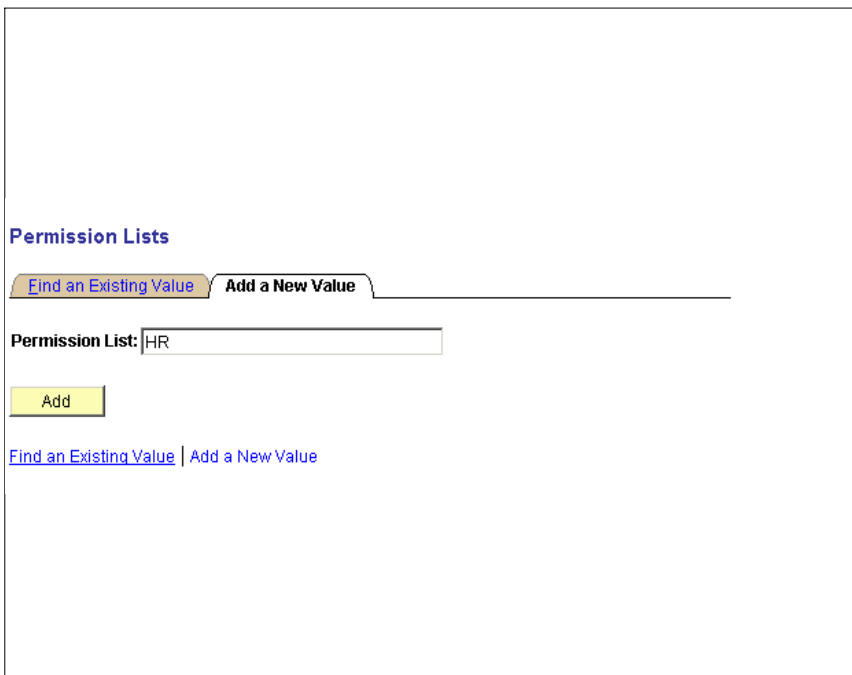 Permission Lists
Find an Existing Value Add a New Value
Permission List: HR
Add
Find an Existing Value | Add a New Value